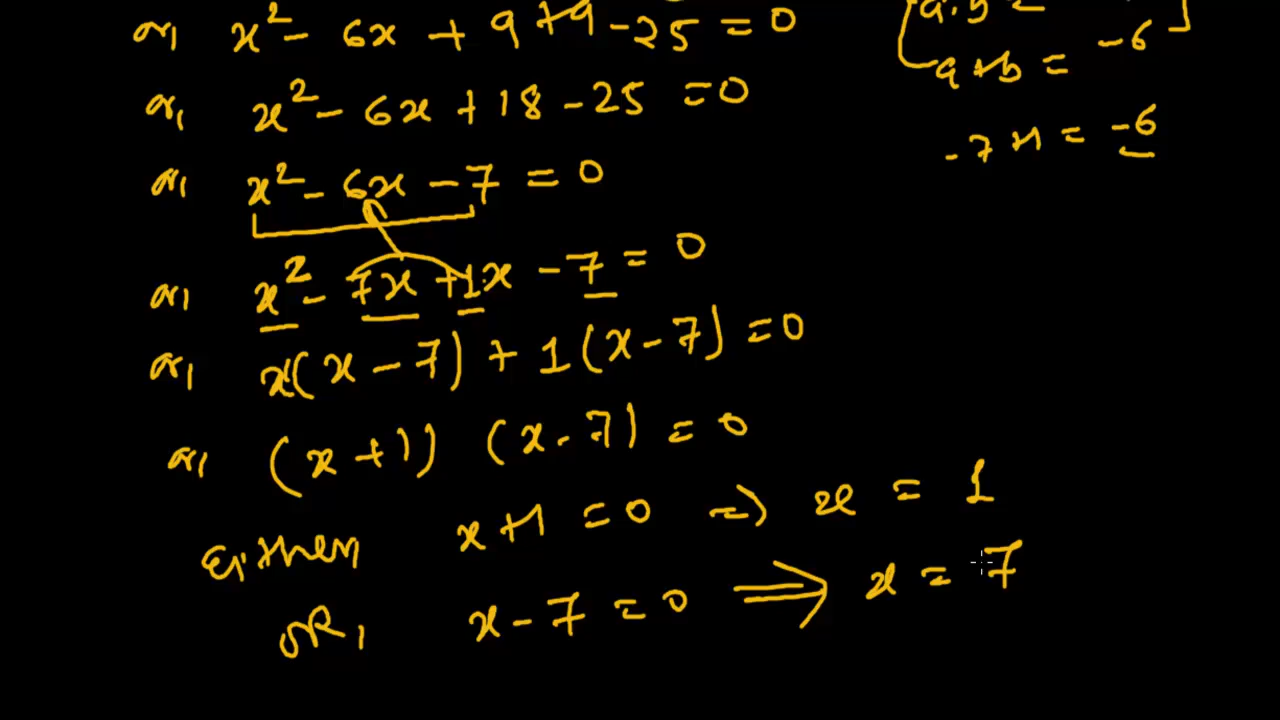 or, x² - 6x + 9 + 9 - 25 = 0
a.b =
a+b = -6
or, x² - 6x + 18 - 25 = 0
-7+1 = -6
or, x² - 6x - 7 = 0
or, x² - 7x + 1x - 7 = 0
or, x(x - 7) + 1(x - 7) = 0
or, (x + 1) (x - 7) = 0
Either x + 1 = 0 => x = 1
OR, x - 7 = 0 => x = 7